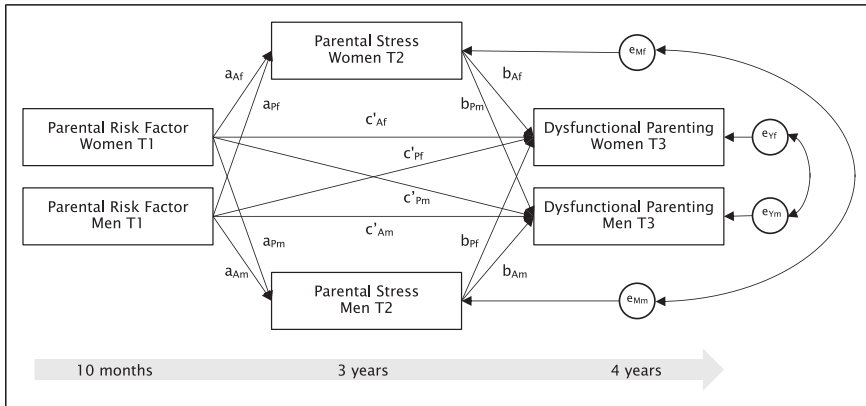 Parental Stress
Women T2
e_Mf
a_Af
b_Af
a_Pf
b_Pm
Parental Risk Factor
Women T1
c'_Af
Dysfunctional Parenting
Women T3
e_Yf
c'_Pf
Parental Risk Factor
Men T1
c'_Pm
Dysfunctional Parenting
Men T3
e_Ym
c'_Am
a_Pm
b_Pf
a_Am
b_Am
Parental Stress
Men T2
e_Mm
10 months 3 years 4 years